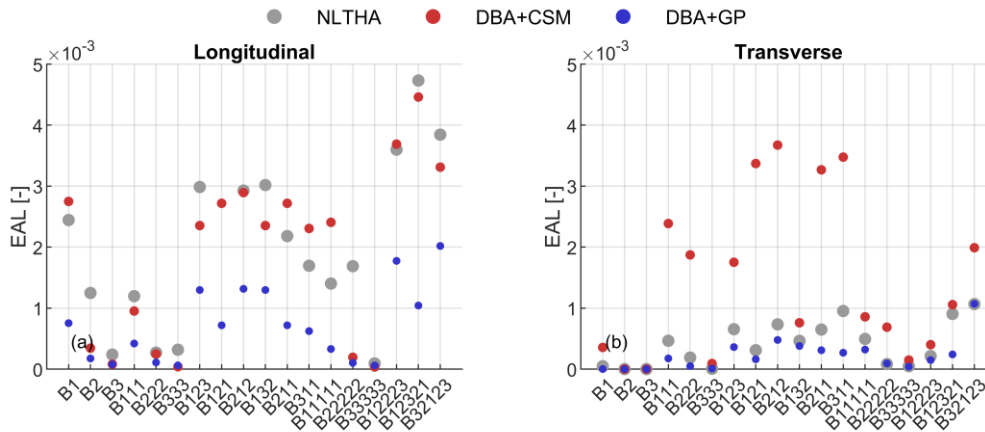 NLTHA DBA+CSM DBA+GP
Longitudinal
×10^-3
5
4
3
2
1
0
EAL [-]
(a)
B1 B2 B3 B111 B222 B333 B123 B121 B212 B132 B211 B311 B1111 B22222 B33333 B12223 B12321 B32123
Transverse
×10^-3
5
4
3
2
1
0
EAL [-]
(b)
B1 B2 B3 B111 B222 B333 B123 B121 B212 B132 B211 B311 B1111 B22222 B33333 B12223 B12321 B32123